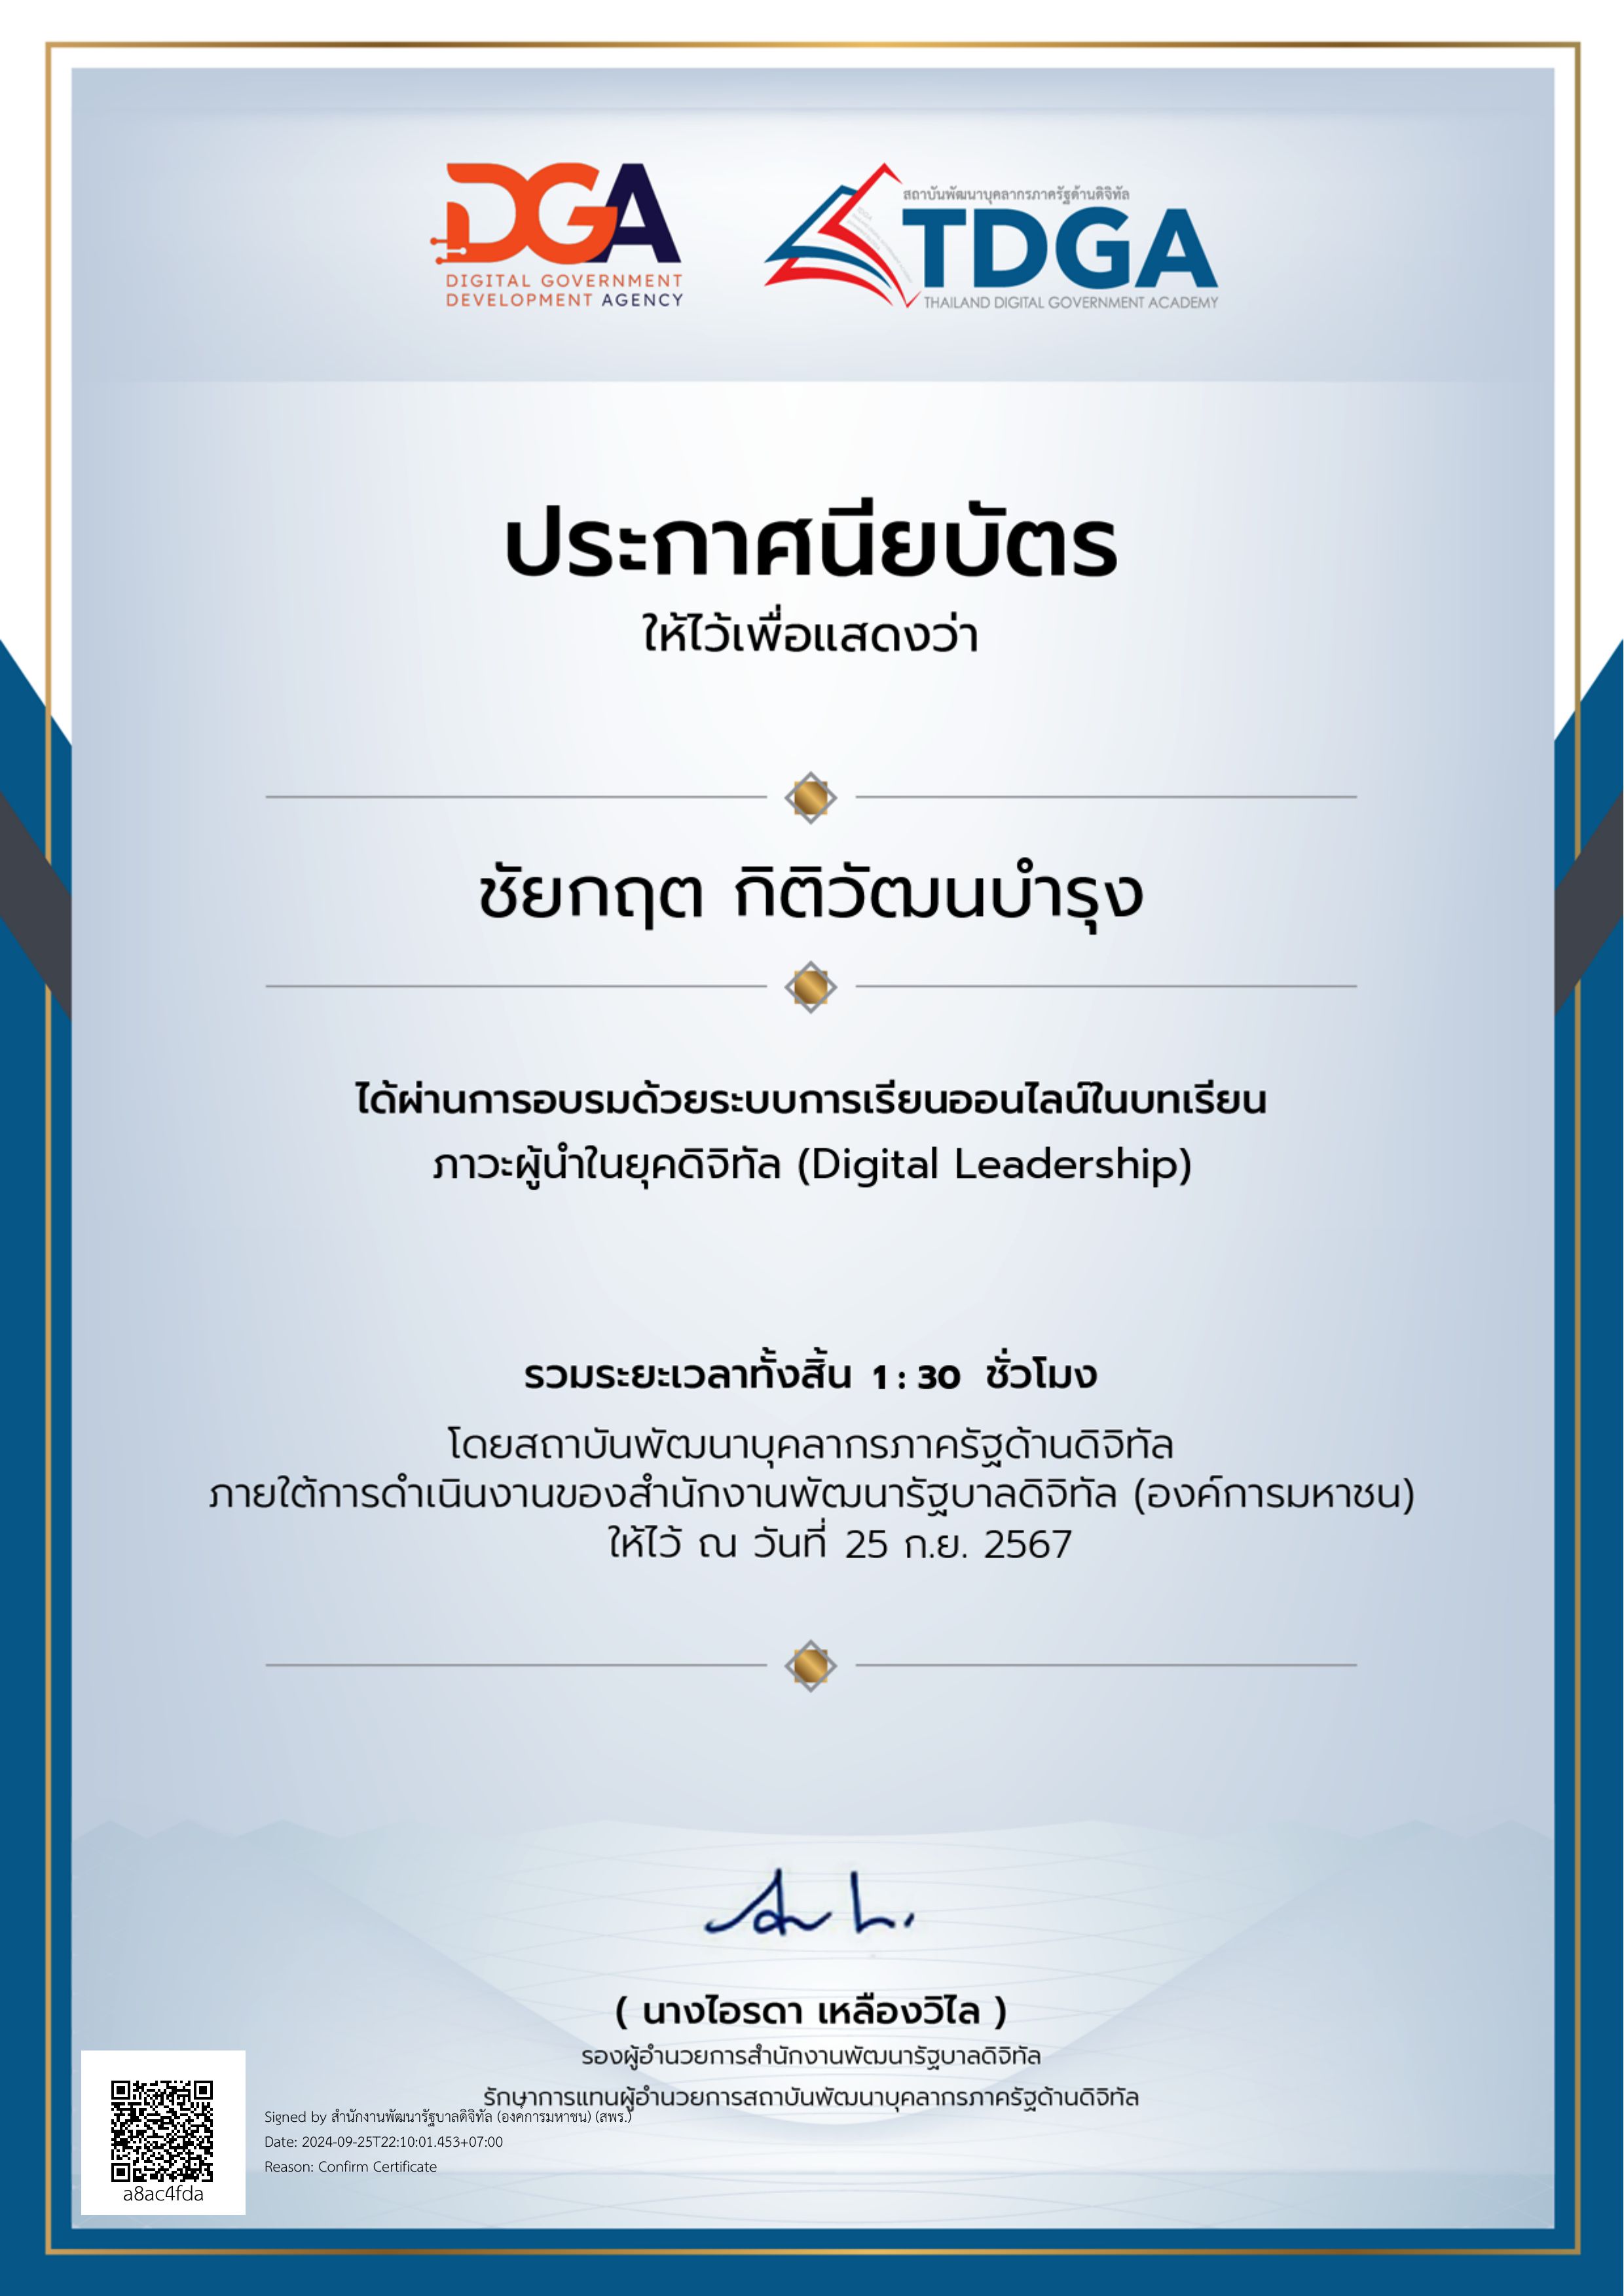 DGA
DIGITAL GOVERNMENT
DEVELOPMENT AGENCY
สถาบันพัฒนาบุคลากรภาครัฐด้านดิจิทัล
TDGA
THAILAND DIGITAL GOVERNMENT ACADEMY
ประกาศนียบัตร
ให้ไว้เพื่อแสดงว่า
ชัยกฤต กิติวัฒนบำรุง
ได้ผ่านการอบรมด้วยระบบการเรียนออนไลน์ในบทเรียน
ภาวะผู้นำในยุคดิจิทัล (Digital Leadership)
รวมระยะเวลาทั้งสิ้น 1 : 30 ชั่วโมง
โดยสถาบันพัฒนาบุคลากรภาครัฐด้านดิจิทัล
ภายใต้การดำเนินงานของสำนักงานพัฒนารัฐบาลดิจิทัล (องค์การมหาชน)
ให้ไว้ ณ วันที่ 25 ก.ย. 2567
( นางไอรดา เหลืองวิไล )
รองผู้อำนวยการสำนักงานพัฒนารัฐบาลดิจิทัล
รักษาการแทนผู้อำนวยการสถาบันพัฒนาบุคลากรภาครัฐด้านดิจิทัล
Signed by สำนักงานพัฒนารัฐบาลดิจิทัล (องค์การมหาชน) (สพร.)
Date: 2024-09-25T22:10:01.453+07:00
Reason: Confirm Certificate
a8ac4fda